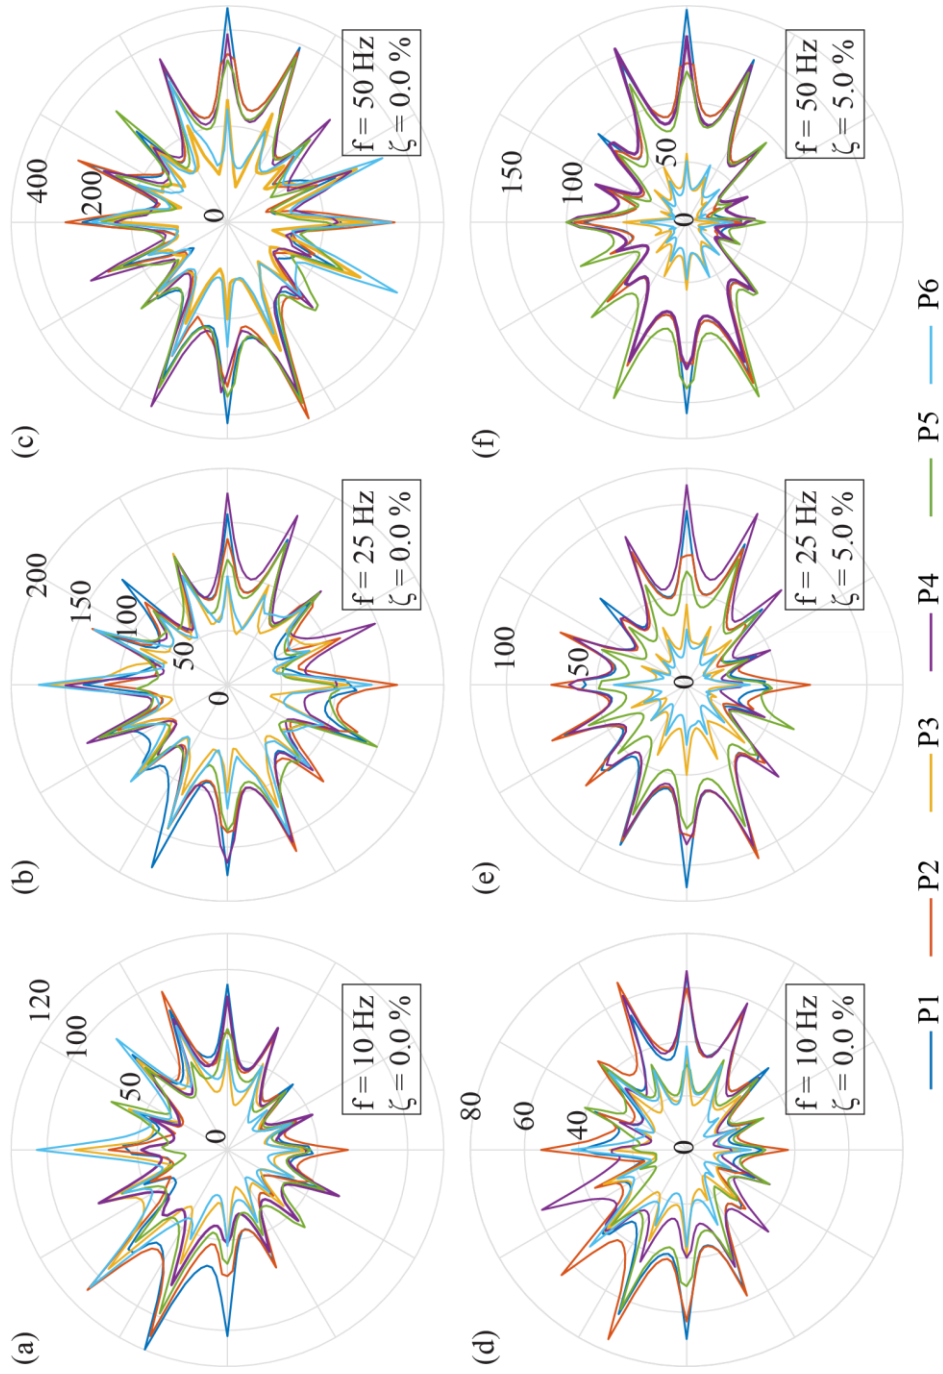 (a)
120
100
50
0
f = 10 Hz
ζ = 0.0 %
(b)
200
150
100
50
0
f = 25 Hz
ζ = 0.0 %
(c)
400
200
0
f = 50 Hz
ζ = 0.0 %
(d)
80
60
40
0
f = 10 Hz
ζ = 0.0 %
(e)
100
50
0
f = 25 Hz
ζ = 5.0 %
(f)
150
100
50
0
f = 50 Hz
ζ = 5.0 %
P1 P2 P3 P4 P5 P6